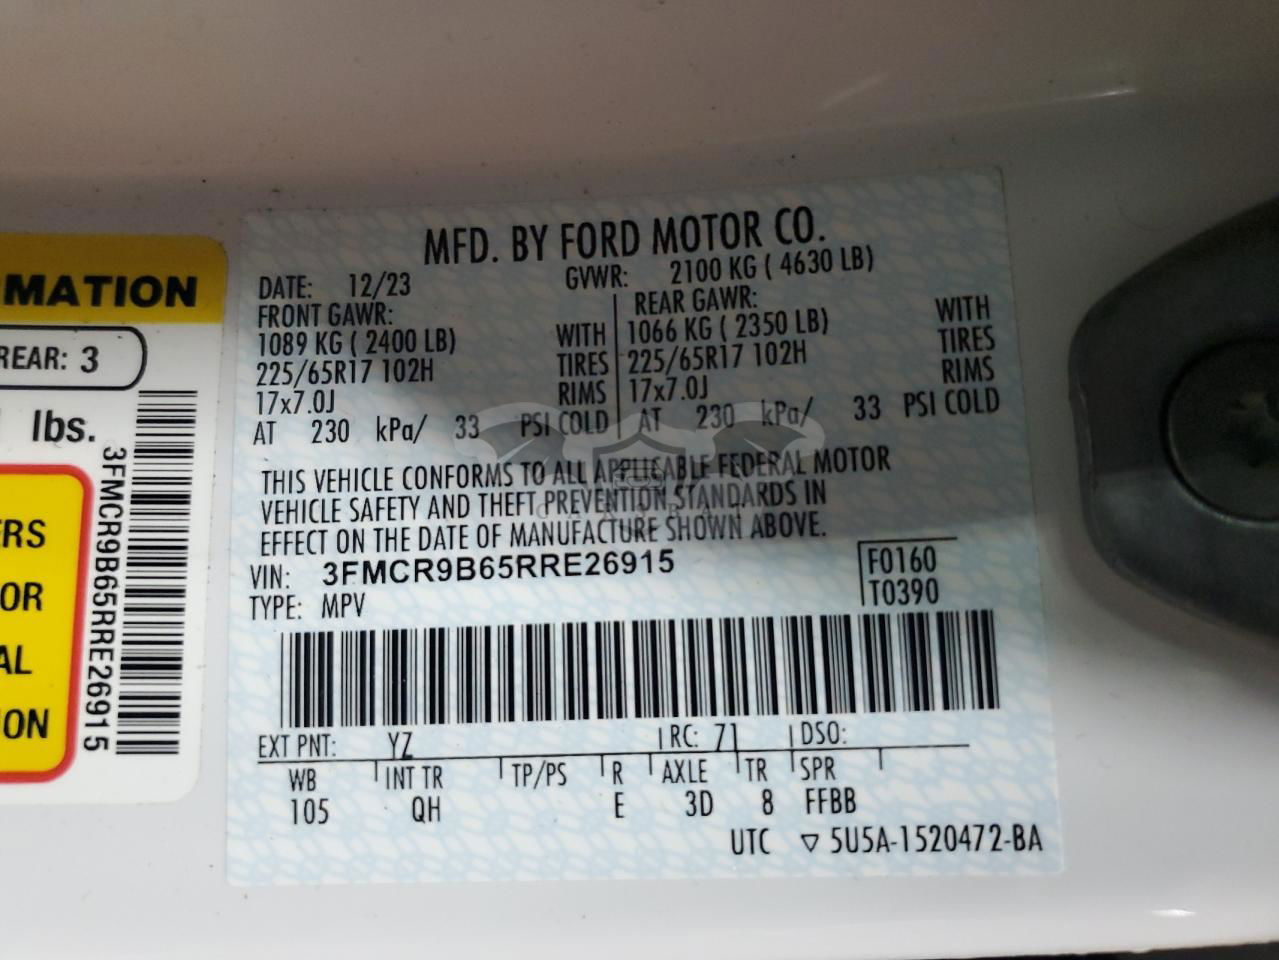 MATION
REAR: 3
lbs.
ERS
OR
AL
ION
3FMCR9B65RRE26915
MFD. BY FORD MOTOR CO.
DATE: 12/23 GVWR: 2100 KG ( 4630 LB)
FRONT GAWR: REAR GAWR:
1089 KG ( 2400 LB) WITH 1066 KG ( 2350 LB) WITH
225/65R17 102H TIRES 225/65R17 102H TIRES
17x7.0J RIMS 17x7.0J RIMS
AT 230 kPa/ 33 PSI COLD AT 230 kPa/ 33 PSI COLD
THIS VEHICLE CONFORMS TO ALL APPLICABLE FEDERAL MOTOR
VEHICLE SAFETY AND THEFT PREVENTION STANDARDS IN
EFFECT ON THE DATE OF MANUFACTURE SHOWN ABOVE.
VIN: 3FMCR9B65RRE26915 F0160
TYPE: MPV T0390
EXT PNT: YZ RC: 71 DSO:
WB INT TR TP/PS R AXLE TR SPR
105 QH E 3D 8 FFBB
UTC ▽ 5U5A-1520472-BA